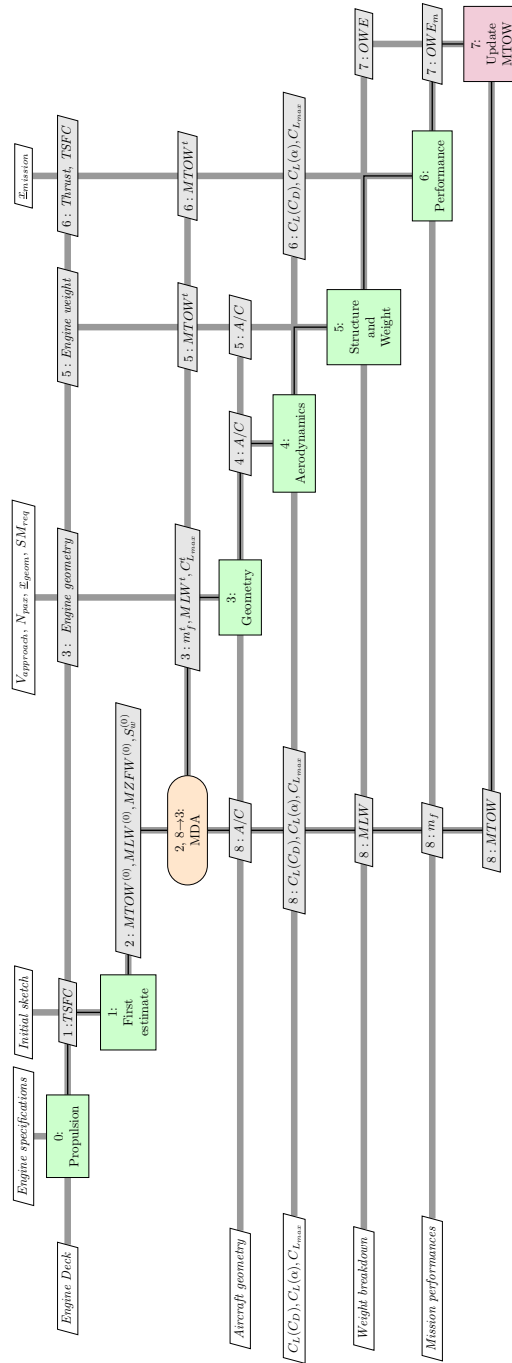 Engine specifications
Initial sketch
V_approach, N_pax, x_geom, SM_req
x_mission
Engine Deck
0:
Propulsion
1 : TSFC
3 : Engine geometry
5 : Engine weight
6 : Thrust, TSFC
1:
First
estimate
2 : MTOW^(0), MLW^(0), MZFW^(0), S_w^(0)
2, 8→3:
MDA
3 : m_f^t, MLW^t, C_Lmax^t
5 : MTOW^t
6 : MTOW^t
Aircraft geometry
8 : A/C
3:
Geometry
4 : A/C
5 : A/C
C_L(C_D), C_L(α), C_Lmax
8 : C_L(C_D), C_L(α), C_Lmax
4:
Aerodynamics
6 : C_L(C_D), C_L(α), C_Lmax
Weight breakdown
8 : MLW
5:
Structure
and
Weight
7 : OWE
Mission performances
8 : m_f
6:
Performance
7 : OWE_m
8 : MTOW
7:
Update
MTOW